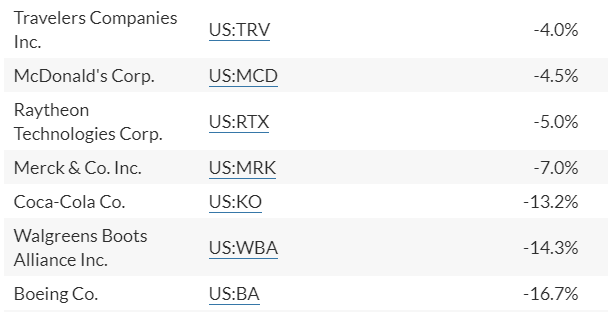 Travelers Companies
Inc. US:TRV -4.0%
McDonald's Corp. US:MCD -4.5%
Raytheon
Technologies Corp. US:RTX -5.0%
Merck & Co. Inc. US:MRK -7.0%
Coca-Cola Co. US:KO -13.2%
Walgreens Boots
Alliance Inc. US:WBA -14.3%
Boeing Co. US:BA -16.7%